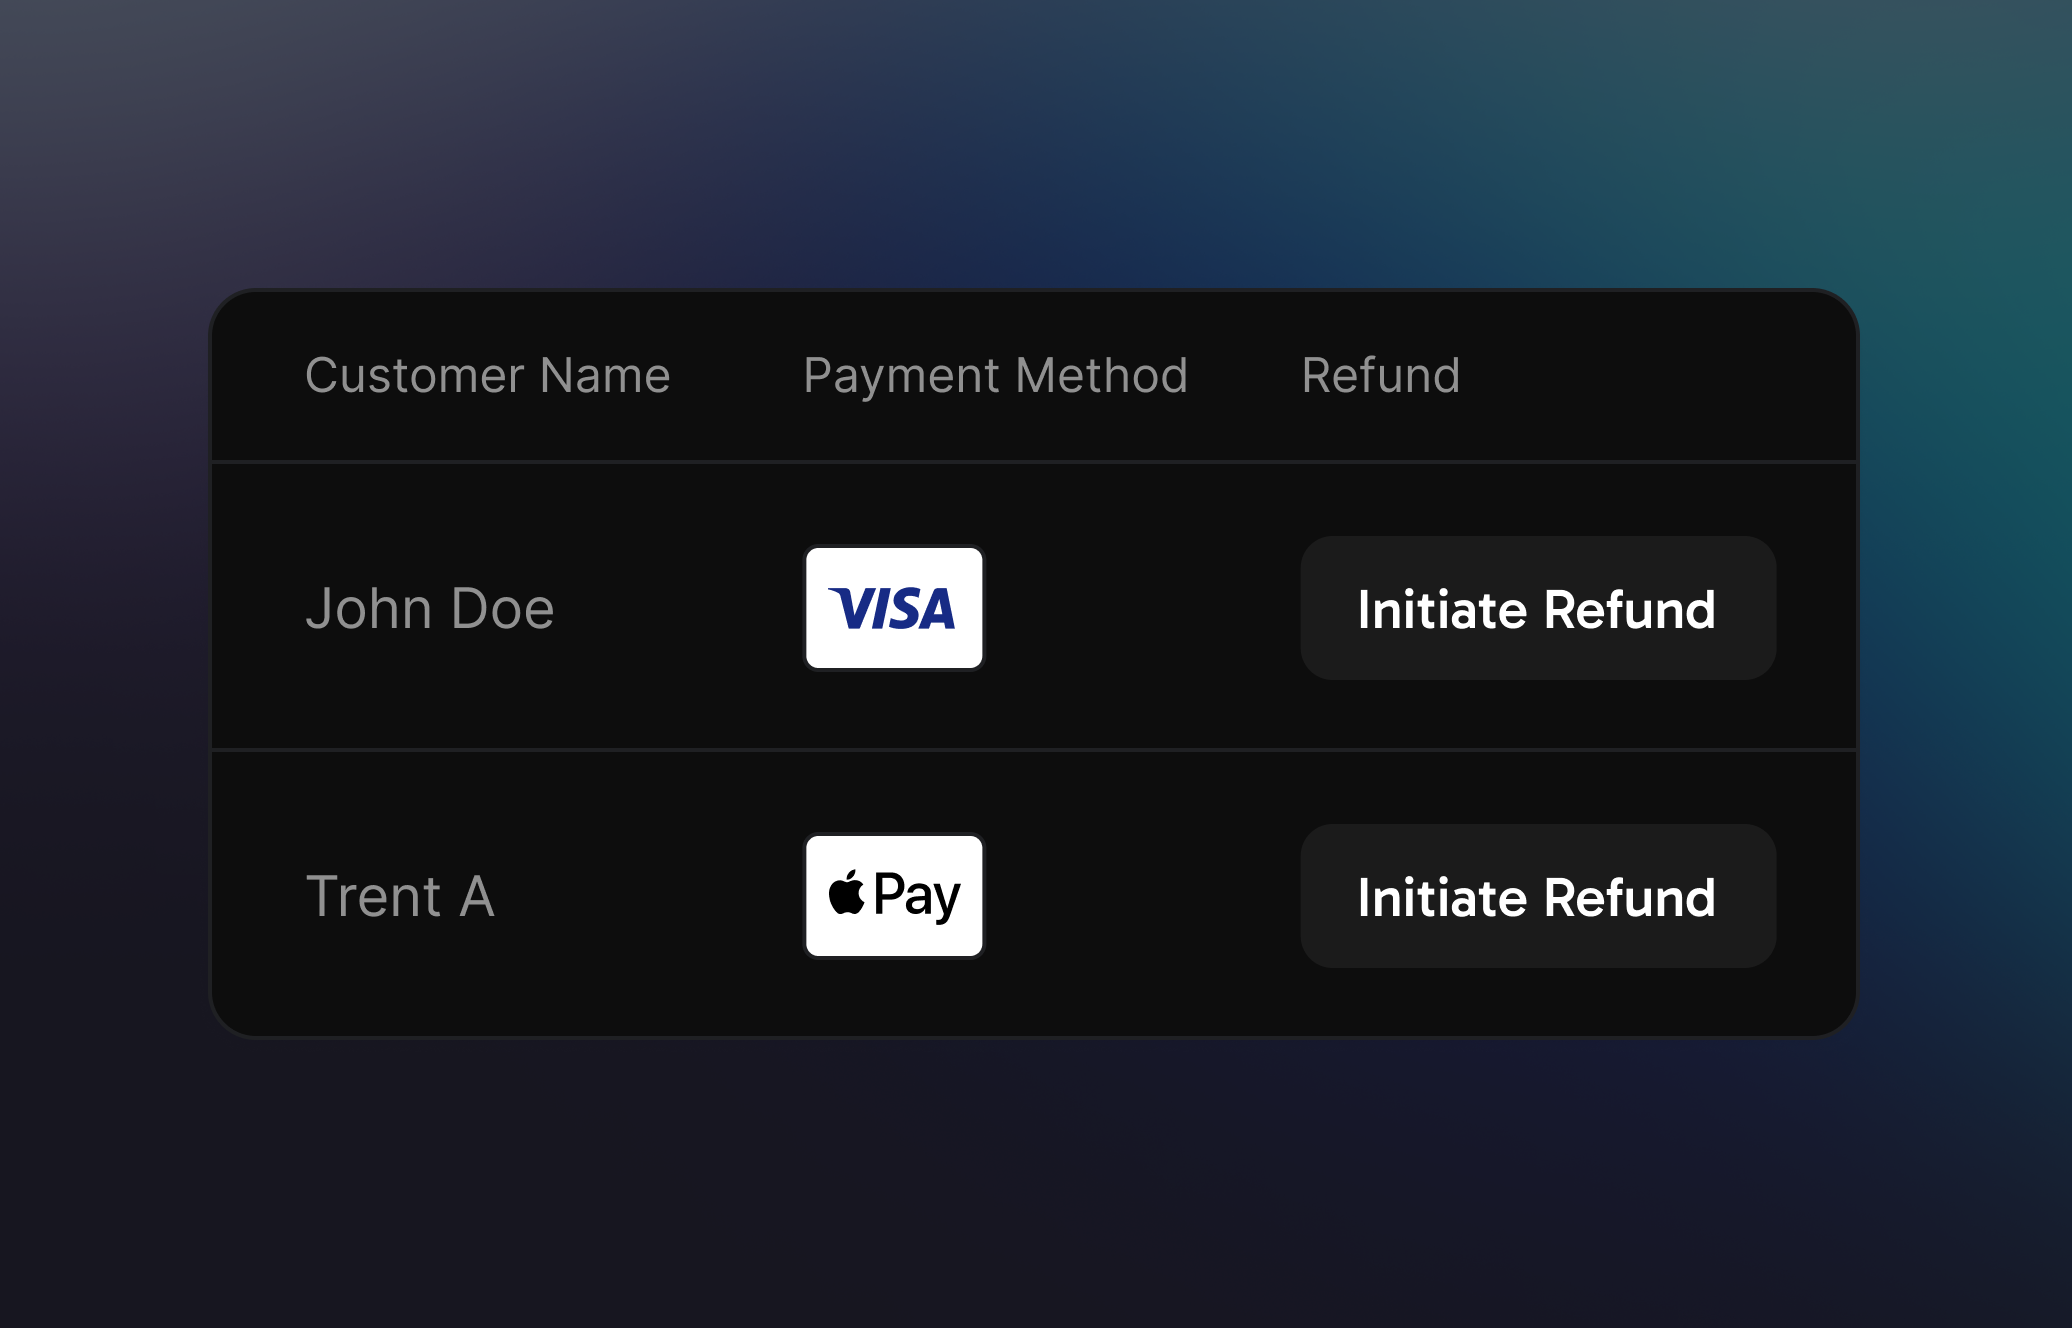 Customer Name Payment Method Refund
John Doe VISA Initiate Refund
Trent A Pay Initiate Refund